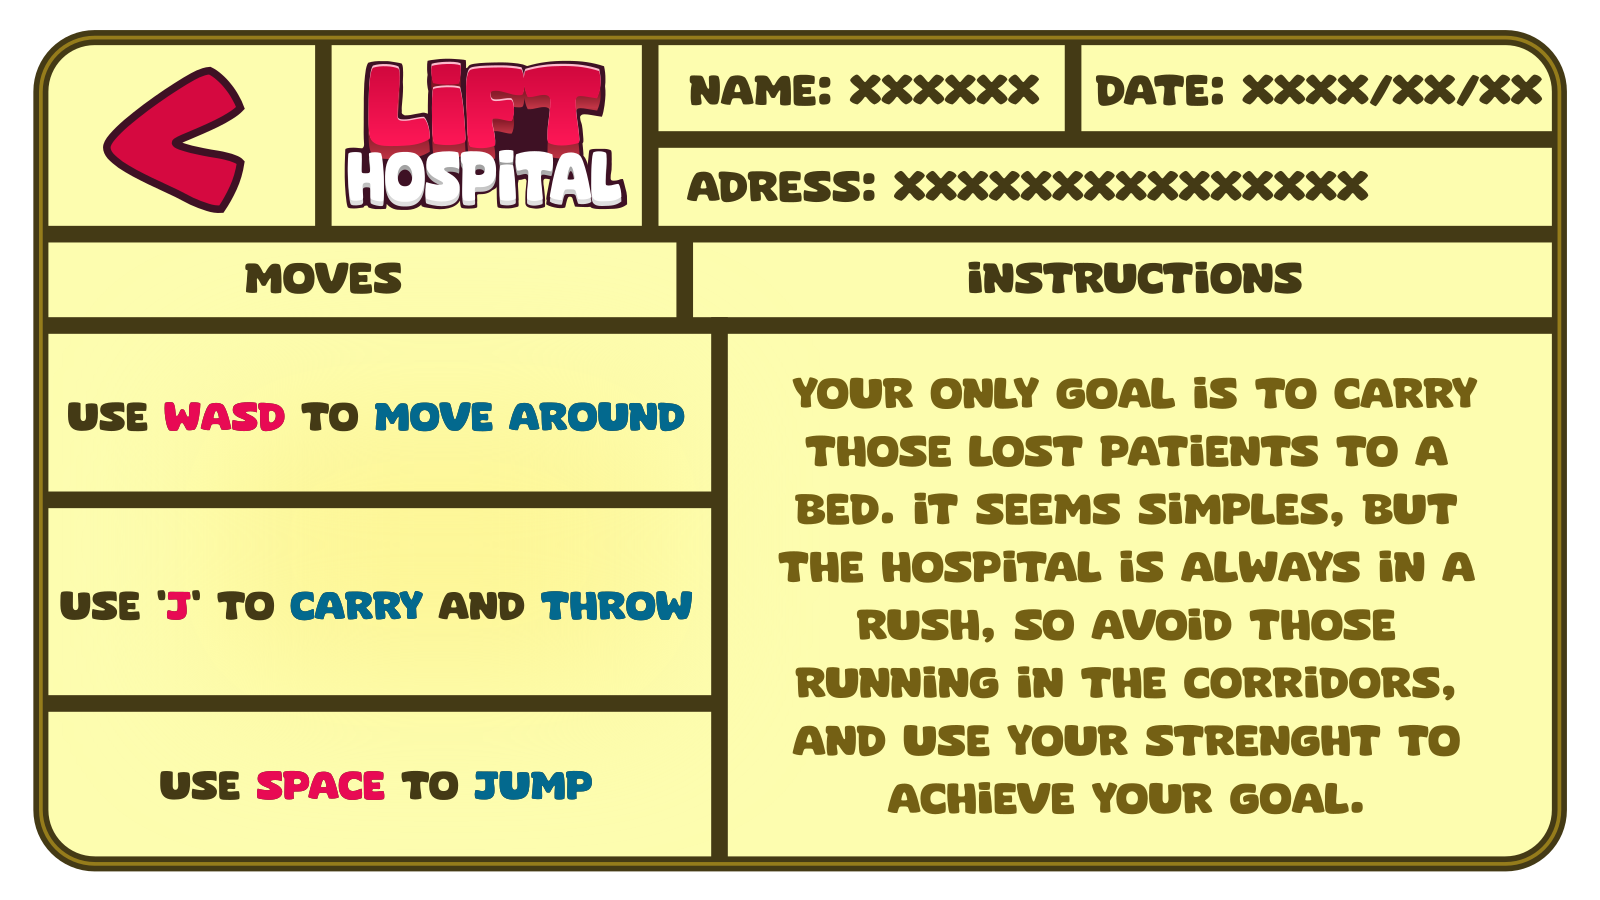 LiFT
HOSPiTAL
NAME: XXXXXX
DATE: XXXX/XX/XX
ADRESS: XXXXXXXXXXXXXXX
MOVES
iNSTRUCTiONS
USE WASD TO MOVE AROUND
USE 'J' TO CARRY AND THROW
USE SPACE TO JUMP
YOUR ONLY GOAL iS TO CARRY
THOSE LOST PATiENTS TO A
BED. iT SEEMS SiMPLES, BUT
THE HOSPiTAL iS ALWAYS iN A
RUSH, SO AVOiD THOSE
RUNNiNG iN THE CORRiDORS,
AND USE YOUR STRENGHT TO
ACHiEVE YOUR GOAL.